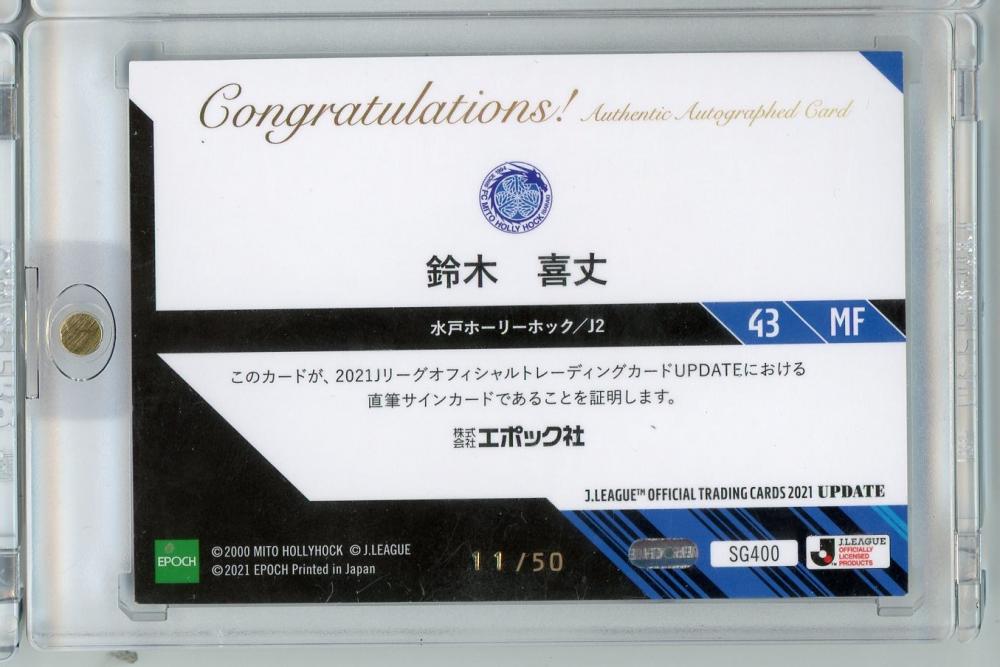 Congratulations! Authentic Autographed Card
FC MITO HOLLY HOCK
鈴木 喜丈
水戸ホーリーホック/J2
43 MF
このカードが、2021JリーグオフィシャルトレーディングカードUPDATEにおける
直筆サインカードであることを証明します。
株式会社エポック社
J.LEAGUE™ OFFICIAL TRADING CARDS 2021 UPDATE
EPOCH
©2000 MITO HOLLYHOCK ©J.LEAGUE
©2021 EPOCH Printed in Japan
11/50
SG400
J.LEAGUE
OFFICIALLY
LICENSED
PRODUCTS